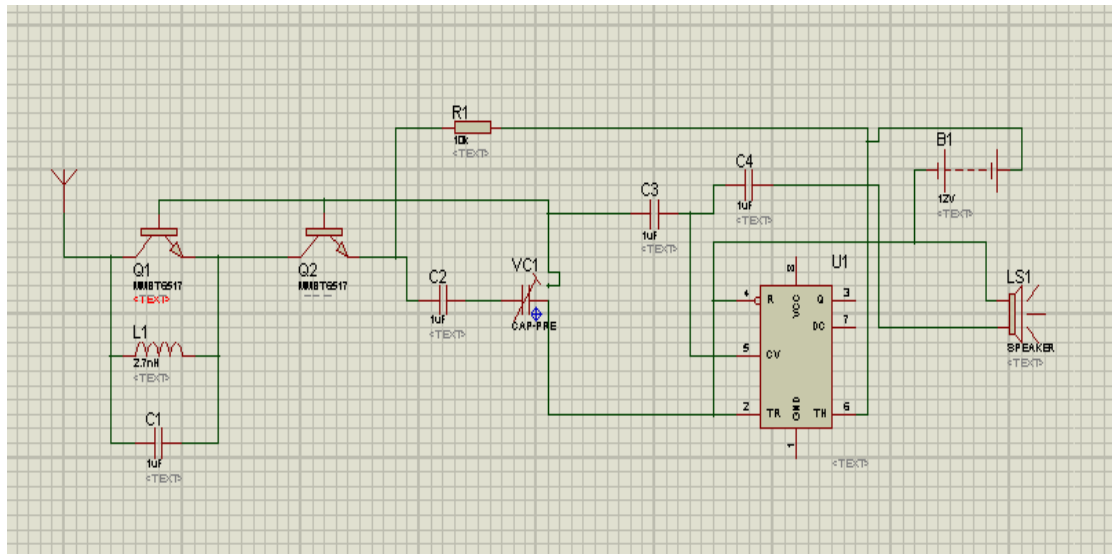 R1
10k
<TEXT>
B1
12V
<TEXT>
C4
1uF
<TEXT>
C3
1uF
<TEXT>
Q1
MMBT6517
<TEXT>
Q2
MMBT6517
C2
1uF
<TEXT>
VC1
CAP-PRE
U1
8
4
R
VCC
Q
3
DC
7
5
CV
2
TR
GND
TH
6
1
<TEXT>
LS1
SPEAKER
<TEXT>
L1
2.7nH
<TEXT>
C1
1uF
<TEXT>